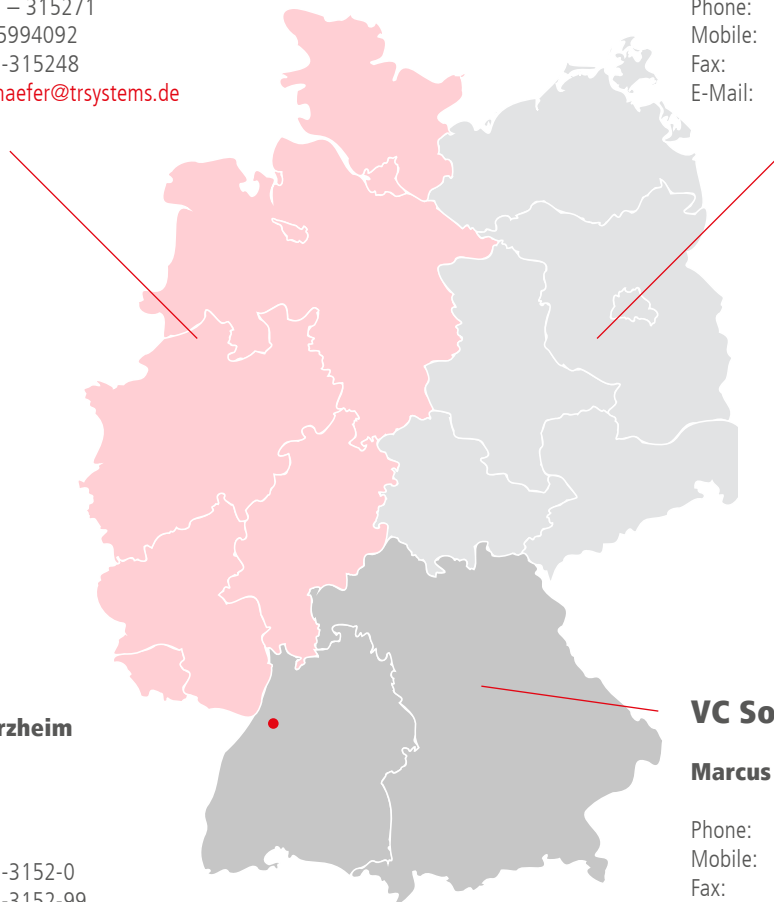 – 315271
5994092
-315248
haefer@trsystems.de
Phone:
Mobile:
Fax:
E-Mail:
rzheim
-3152-0
-3152-99
VC So
Marcus
Phone:
Mobile:
Fax: